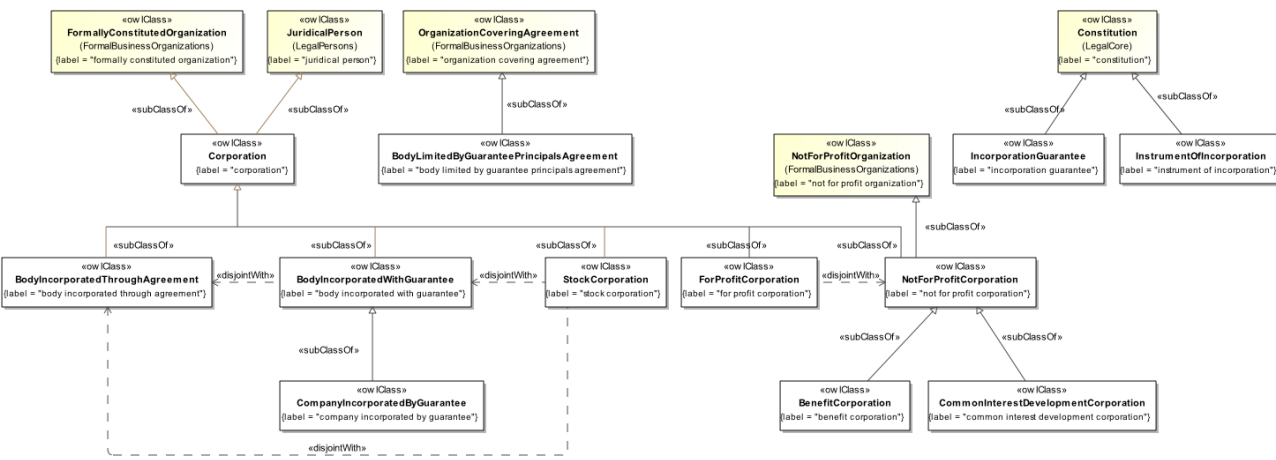 «owlClass»
FormallyConstitutedOrganization
(FormalBusinessOrganizations)
{label = "formally constituted organization"}
«owlClass»
JuridicalPerson
(LegalPersons)
{label = "juridical person"}
«owlClass»
OrganizationCoveringAgreement
(FormalBusinessOrganizations)
{label = "organization covering agreement"}
«owlClass»
Constitution
(LegalCore)
{label = "constitution"}
«subClassOf»
«subClassOf»
«subClassOf»
«subClassOf»
«subClassOf»
«owlClass»
Corporation
{label = "corporation"}
«owlClass»
BodyLimitedByGuaranteePrincipalsAgreement
{label = "body limited by guarantee principals agreement"}
«owlClass»
NotForProfitOrganization
(FormalBusinessOrganizations)
{label = "not for profit organization"}
«owlClass»
IncorporationGuarantee
{label = "incorporation guarantee"}
«owlClass»
InstrumentOfIncorporation
{label = "instrument of incorporation"}
«subClassOf»
«subClassOf»
«subClassOf»
«subClassOf»
«subClassOf»
«subClassOf»
«owlClass»
BodyIncorporatedThroughAgreement
{label = "body incorporated through agreement"}
«disjointWith»
«owlClass»
BodyIncorporatedWithGuarantee
{label = "body incorporated with guarantee"}
«disjointWith»
«owlClass»
StockCorporation
{label = "stock corporation"}
«owlClass»
ForProfitCorporation
{label = "for profit corporation"}
«disjointWith»
«owlClass»
NotForProfitCorporation
{label = "not for profit corporation"}
«subClassOf»
«subClassOf»
«subClassOf»
«owlClass»
CompanyIncorporatedByGuarantee
{label = "company incorporated by guarantee"}
«owlClass»
BenefitCorporation
{label = "benefit corporation"}
«owlClass»
CommonInterestDevelopmentCorporation
{label = "common interest development corporation"}
«disjointWith»